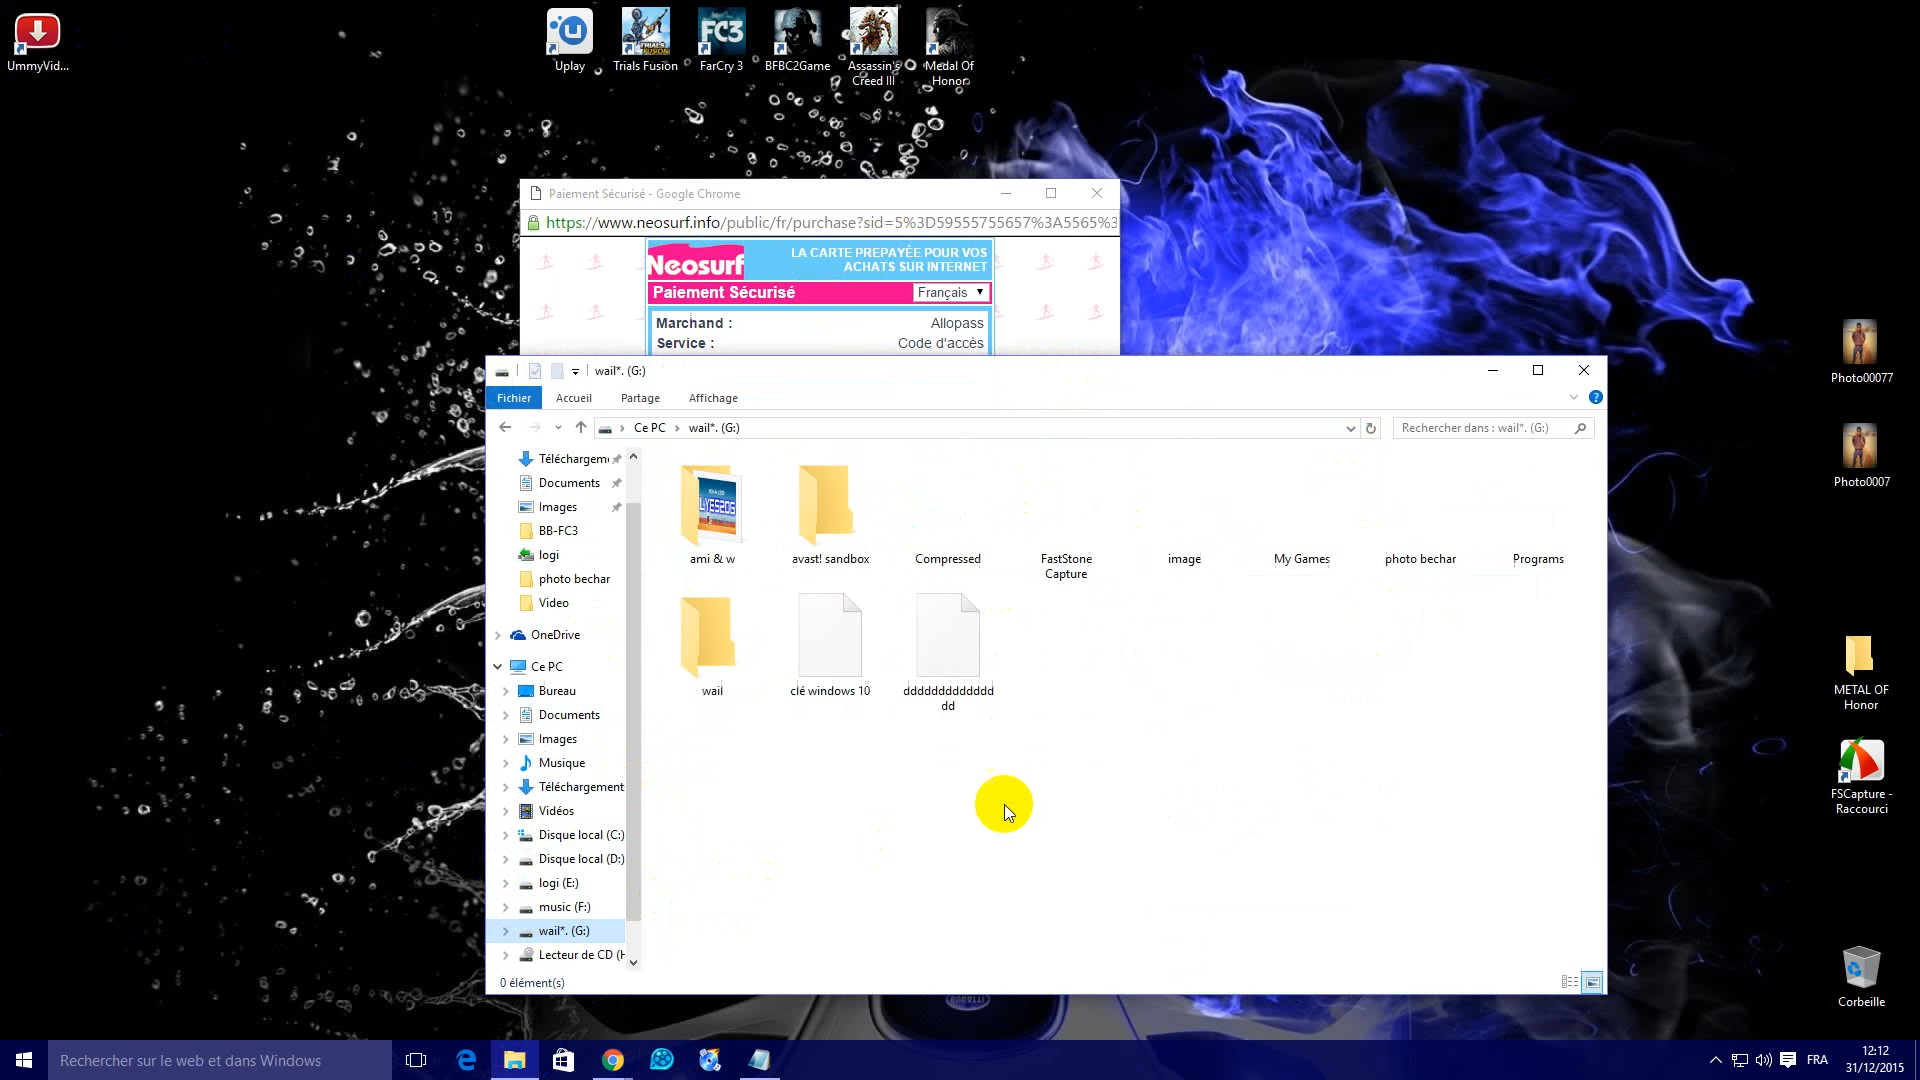 UmmyVid...
Uplay
Trials Fusion
FarCry 3
BFBC2Game
Assassin's
Creed III
Medal Of
Honor
Paiement Sécurisé - Google Chrome
https://www.neosurf.info/public/fr/purchase?sid=5%3D59555755657%3A5565%3
Neosurf
LA CARTE PREPAYÉE POUR VOS
ACHATS SUR INTERNET
Paiement Sécurisé
Français
Marchand :
Allopass
Service :
Code d'accès
wail*. (G:)
Fichier
Accueil
Partage
Affichage
Ce PC
wail*. (G:)
Rechercher dans : wail*. (G:)
Téléchargem
Documents
Images
BB-FC3
logi
photo bechar
Video
OneDrive
Ce PC
Bureau
Documents
Images
Musique
Téléchargement
Vidéos
Disque local (C:)
Disque local (D:)
logi (E:)
music (F:)
wail*. (G:)
Lecteur de CD (H
LYES2OG
ami & w
avast! sandbox
Compressed
FastStone
Capture
image
My Games
photo bechar
Programs
wail
clé windows 10
ddddddddddddd
dd
0 élément(s)
Photo00077
Photo0007
METAL OF
Honor
FSCapture -
Raccourci
Corbeille
Rechercher sur le web et dans Windows
FRA
12:12
31/12/2015